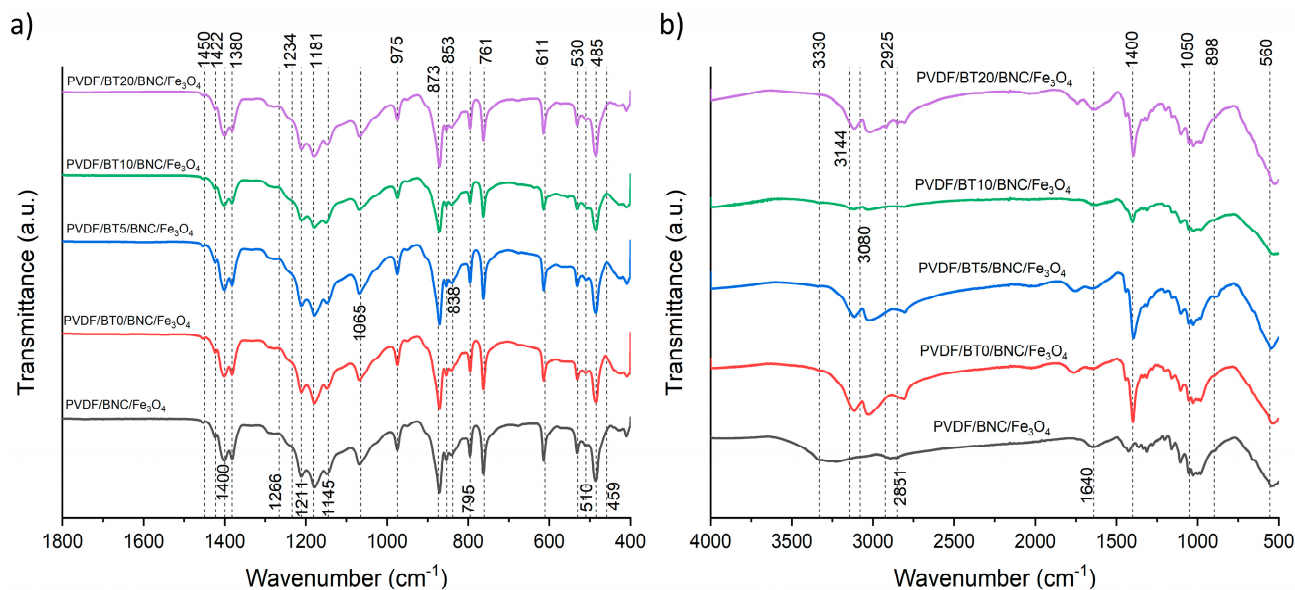 a)
1450
1422
1380
1234
1181
975
873
853
761
611
530
485
PVDF/BT20/BNC/Fe₃O₄
PVDF/BT10/BNC/Fe₃O₄
PVDF/BT5/BNC/Fe₃O₄
PVDF/BT0/BNC/Fe₃O₄
PVDF/BNC/Fe₃O₄
1065
838
1400
1266
1211
1145
795
510
459
Transmittance (a.u.)
1800 1600 1400 1200 1000 800 600 400
Wavenumber (cm⁻¹)
b)
3330
2925
1400
1050
898
560
PVDF/BT20/BNC/Fe₃O₄
3144
PVDF/BT10/BNC/Fe₃O₄
3080
PVDF/BT5/BNC/Fe₃O₄
PVDF/BT0/BNC/Fe₃O₄
PVDF/BNC/Fe₃O₄
2851
1640
Transmittance (a.u.)
4000 3500 3000 2500 2000 1500 1000 500
Wavenumber (cm⁻¹)